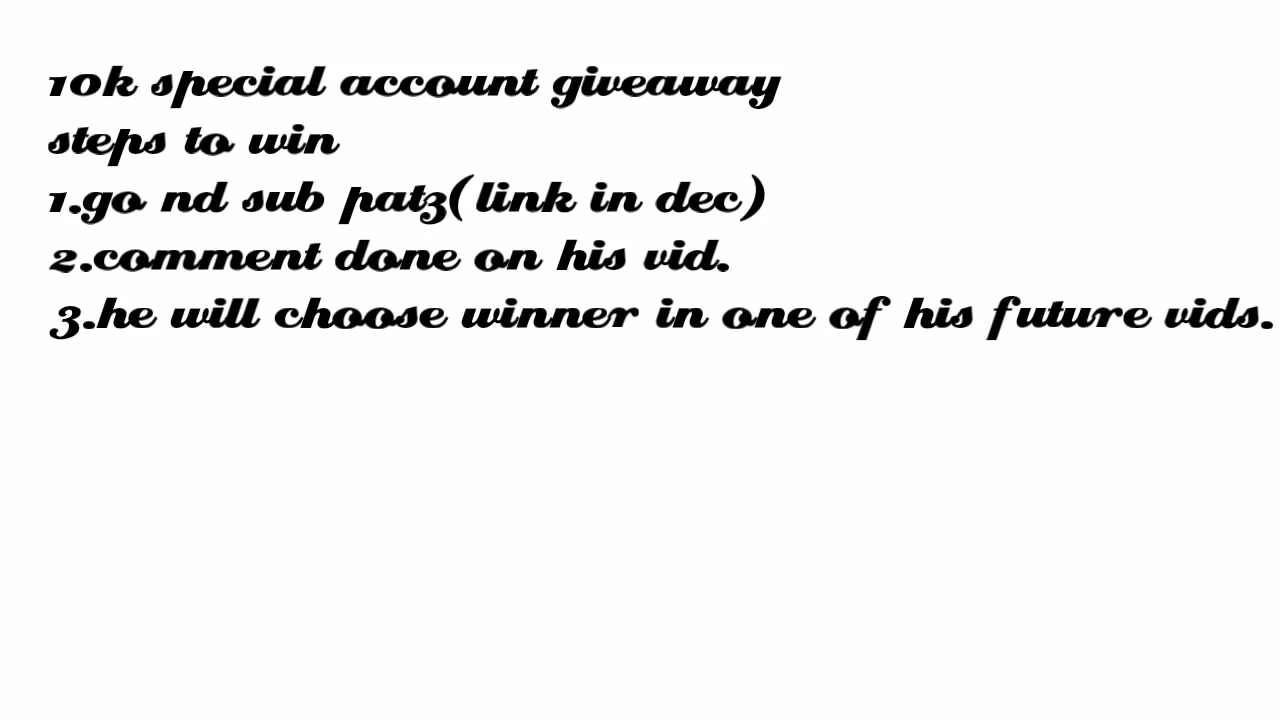 10k special account giveaway
steps to win
1.go nd sub patz(link in dec)
2.comment done on his vid.
3.he will choose winner in one of his future vids.